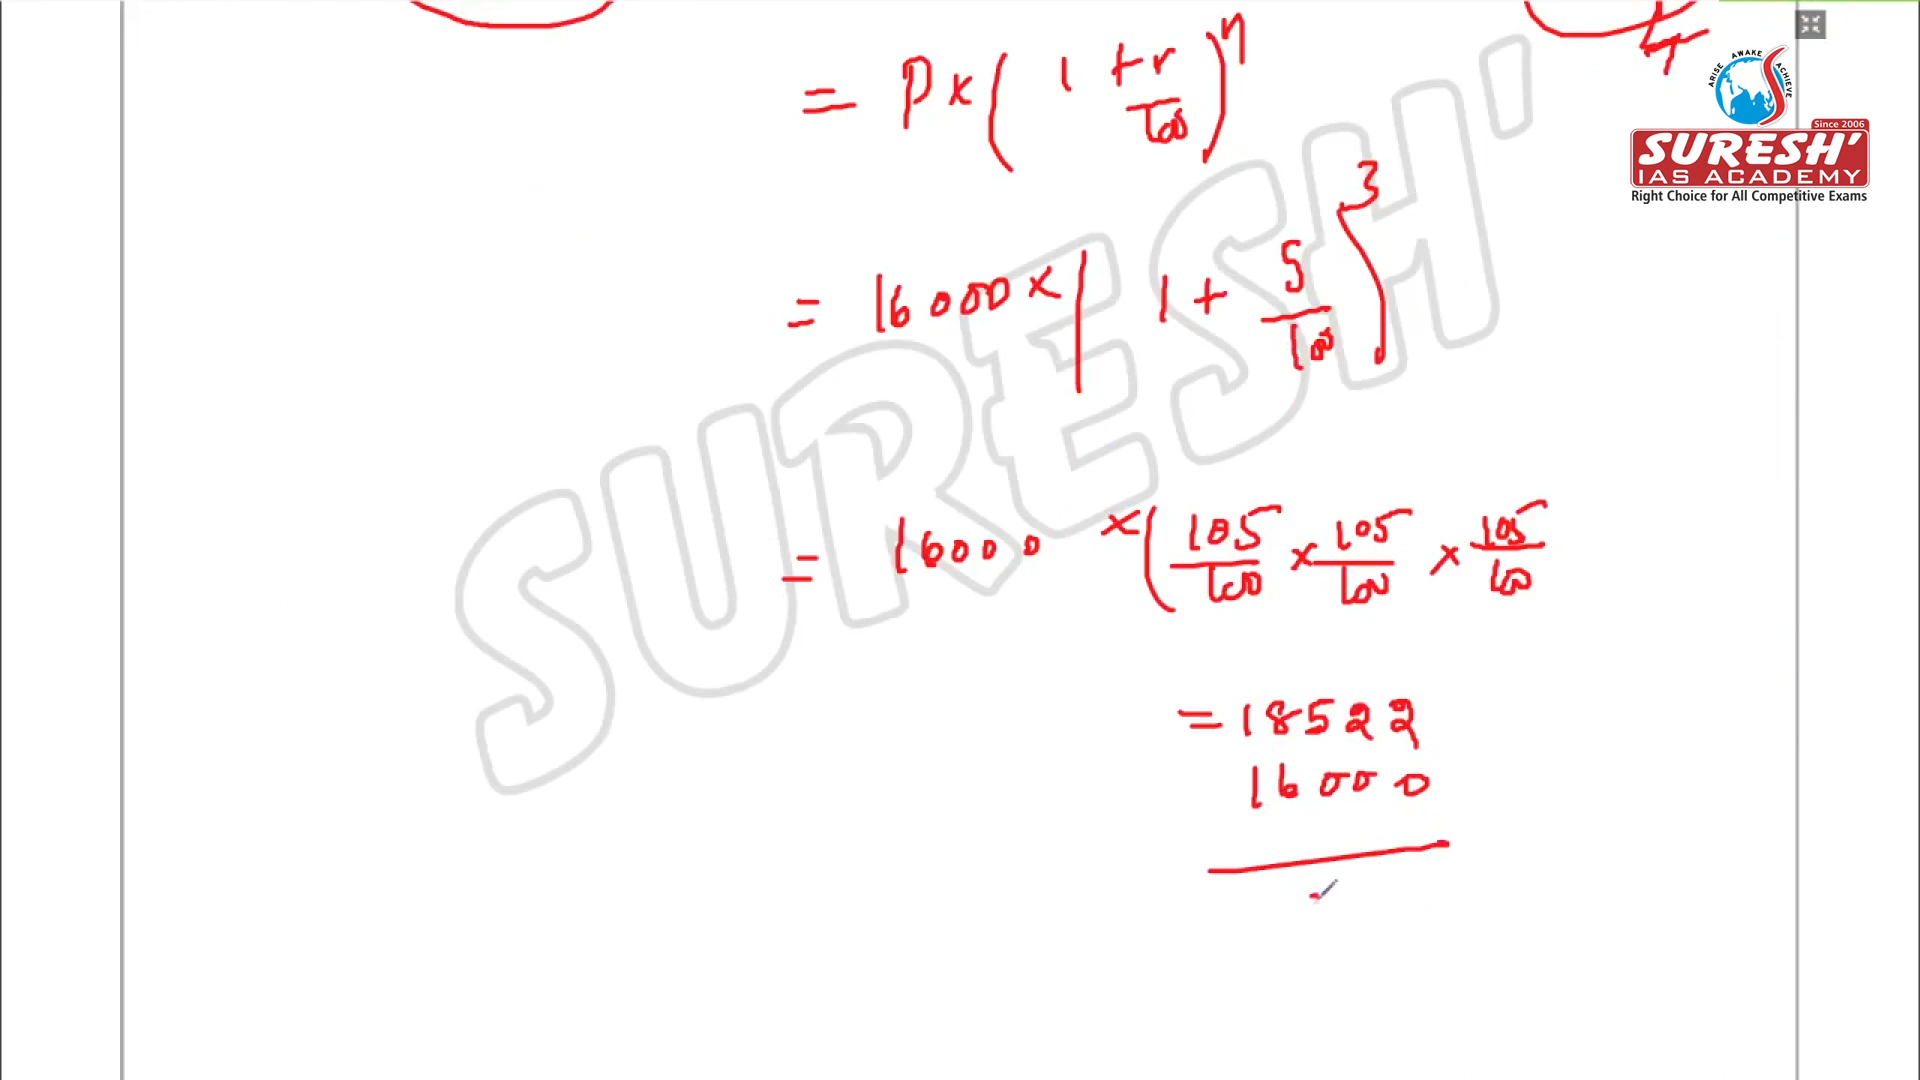 = P × ( 1 + r/100 )^n
ARISE AWAKE ACHIEVE
Since 2006
SURESH'
IAS ACADEMY
Right Choice for All Competitive Exams
= 16000 × | 1 + 5/100 )^3
= 16000 × ( 105/100 × 105/100 × 105/100
= 18522
16000
SURESH'